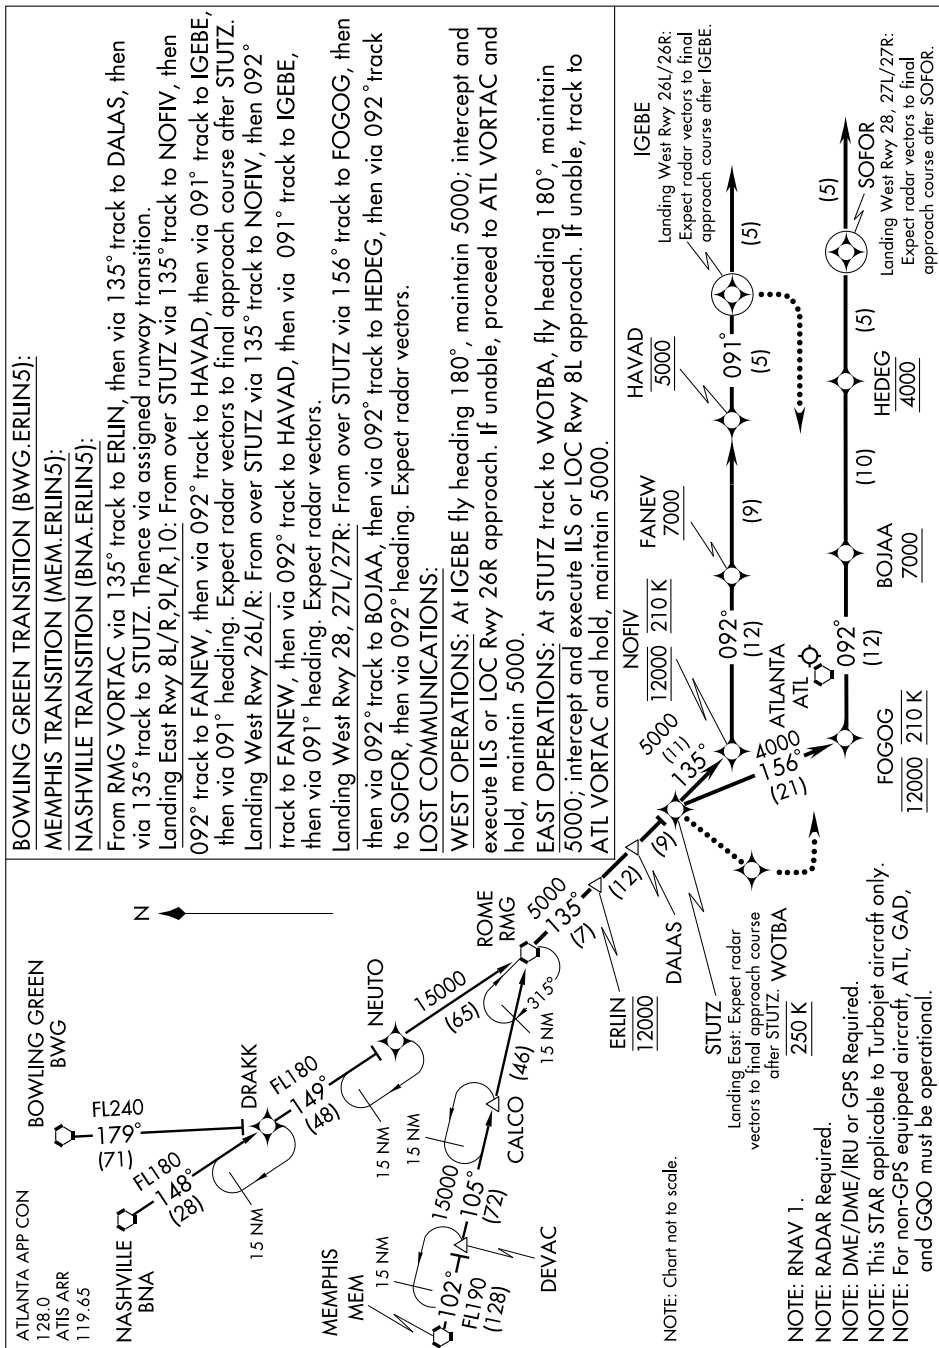 ATLANTA APP CON
128.0
ATIS ARR
119.65
BOWLING GREEN
BWG
NASHVILLE
BNA
FL240
179°
(71)
FL180
148°
(28)
DRAKK
15 NM
FL180
149°
(48)
NEUTO
15 NM
15000
(65)
N
MEMPHIS
MEM
102°
FL190
(128)
15 NM
DEVAC
15000
105°
(72)
15 NM
CALCO
(46)
ROME
RMG
315°
15 NM
5000
135°
(7)
ERLIN
12000
(12)
DALAS
(9)
STUTZ
Landing East: Expect radar
vectors to final approach course
after STUTZ.
WOTBA
250 K
NOTE: Chart not to scale.
NOTE: RNAV 1.
NOTE: RADAR Required.
NOTE: DME/DME/IRU or GPS Required.
NOTE: This STAR applicable to Turbojet aircraft only.
NOTE: For non-GPS equipped aircraft, ATL, GAD,
and GQO must be operational.
BOWLING GREEN TRANSITION (BWG.ERLIN5):
MEMPHIS TRANSITION (MEM.ERLIN5):
NASHVILLE TRANSITION (BNA.ERLIN5):
From RMG VORTAC via 135° track to ERLIN, then via 135° track to DALAS, then
via 135° track to STUTZ. Thence via assigned runway transition.
Landing East Rwy 8L/R,9L/R,10: From over STUTZ via 135° track to NOFIV, then
092° track to FANEW, then via 092° track to HAVAD, then via 091° track to IGEBE,
then via 091° heading. Expect radar vectors to final approach course after STUTZ.
Landing West Rwy 26L/R: From over STUTZ via 135° track to NOFIV, then 092°
track to FANEW, then via 092° track to HAVAD, then via 091° track to IGEBE,
then via 091° heading. Expect radar vectors.
Landing West Rwy 28, 27L/27R: From over STUTZ via 156° track to FOGOG, then
then via 092° track to BOJAA, then via 092° track to HEDEG, then via 092° track
to SOFOR, then via 092° heading. Expect radar vectors.
LOST COMMUNICATIONS:
WEST OPERATIONS: At IGEBE fly heading 180°, maintain 5000; intercept and
execute ILS or LOC Rwy 26R approach. If unable, proceed to ATL VORTAC and
hold, maintain 5000.
EAST OPERATIONS: At STUTZ track to WOTBA, fly heading 180°, maintain
5000; intercept and execute ILS or LOC Rwy 8L approach. If unable, track to
ATL VORTAC and hold, maintain 5000.
5000
(11)
135°
4000
156°
(21)
NOFIV
12000 210 K
092°
(12)
FANEW
7000
(9)
HAVAD
5000
091°
(5)
IGEBE
Landing West Rwy 26L/26R:
Expect radar vectors to final
approach course after IGEBE.
(5)
ATLANTA
ATL
FOGOG
12000 210 K
092°
(12)
BOJAA
7000
(10)
HEDEG
4000
(5)
SOFOR
Landing West Rwy 28, 27L/27R:
Expect radar vectors to final
approach course after SOFOR.
(5)